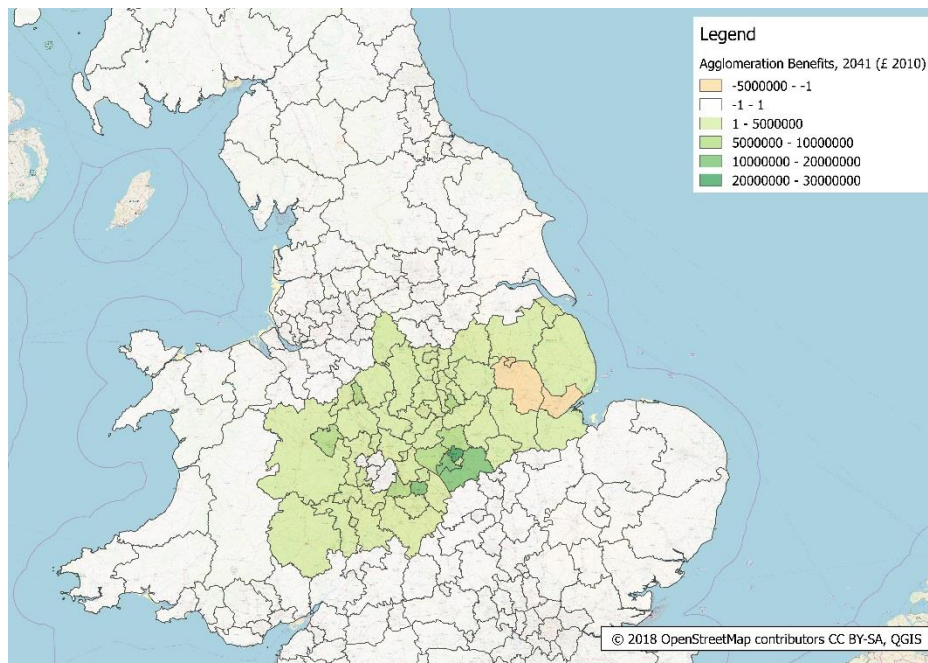 Legend
Agglomeration Benefits, 2041 (£ 2010)
-5000000 - -1
-1 - 1
1 - 5000000
5000000 - 10000000
10000000 - 20000000
20000000 - 30000000
© 2018 OpenStreetMap contributors CC BY-SA, QGIS